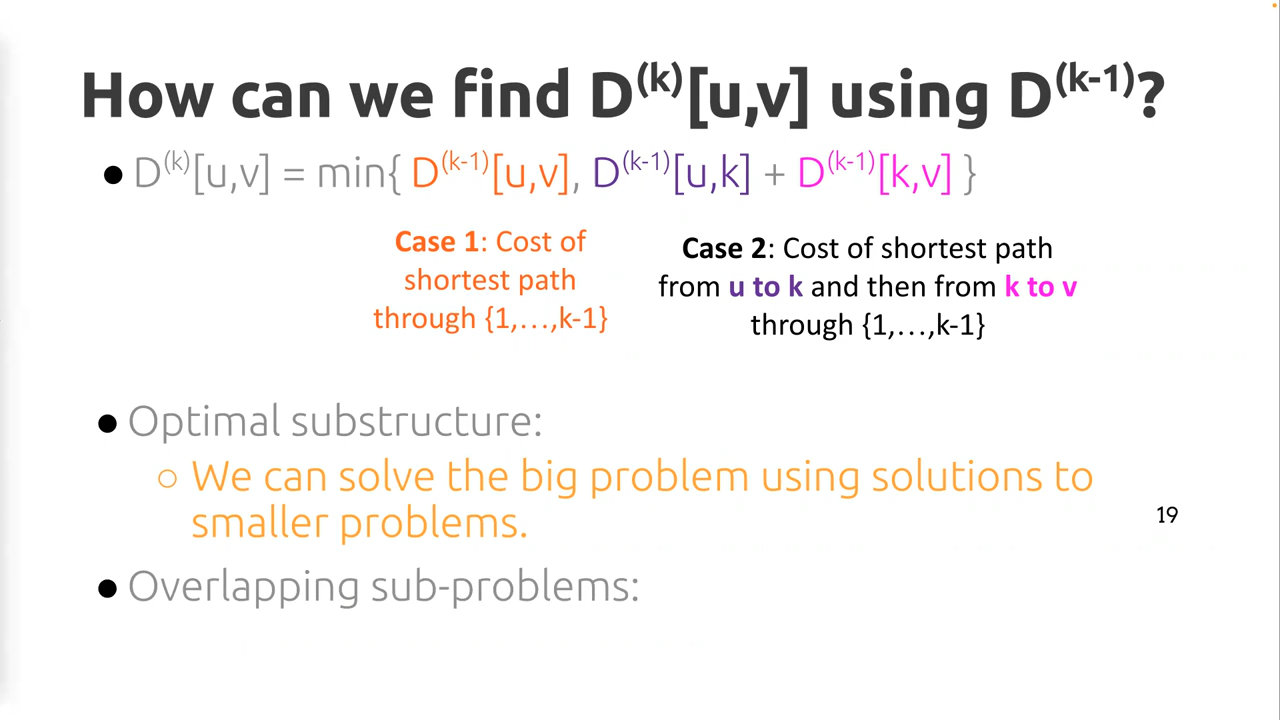 How can we find D⁽ᵏ⁾[u,v] using D⁽ᵏ⁻¹⁾?
● D⁽ᵏ⁾[u,v] = min{ D⁽ᵏ⁻¹⁾[u,v], D⁽ᵏ⁻¹⁾[u,k] + D⁽ᵏ⁻¹⁾[k,v] }
Case 1: Cost of
shortest path
through {1,…,k-1}
Case 2: Cost of shortest path
from u to k and then from k to v
through {1,…,k-1}
● Optimal substructure:
○ We can solve the big problem using solutions to
smaller problems.
19
● Overlapping sub-problems: